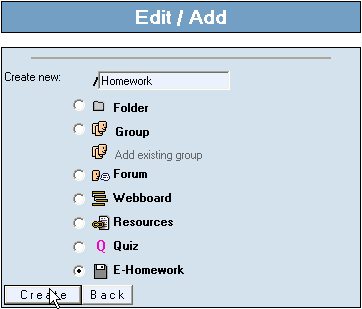 Edit / Add
Create new: /Homework
Folder
Group
Add existing group
Forum
Webboard
Resources
Q Quiz
E-Homework
Create Back